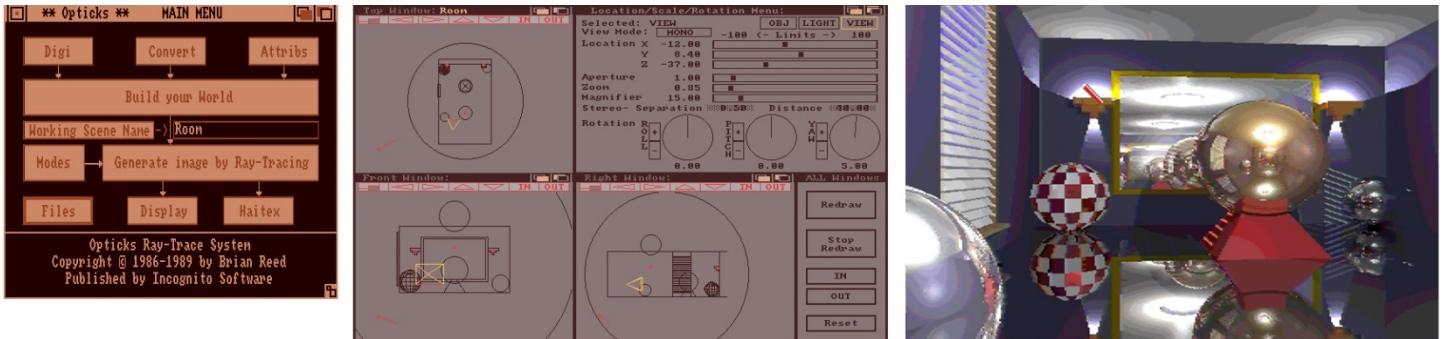 ** Opticks ** MAIN MENU
Digi Convert Attribs
Build your World
Working Scene Name -> Room
Modes Generate image by Ray-Tracing
Files Display Haitex
Opticks Ray-Trace System
Copyright © 1986-1989 by Brian Reed
Published by Incognito Software
Top Window: Room
IN OUT
Location/Scale/Rotation Menu:
Selected: VIEW OBJ LIGHT VIEW
View Mode: MONO -100 <- Limits -> 100
Location X -12.00
Y 8.40
Z -37.00
Aperture 1.00
Zoom 0.85
Magnifier 15.00
Stereo- Separation 0.50 Distance 40.00
Rotation ROLL + - PITCH + - YAW + -
0.00 0.00 5.00
Front Window:
IN OUT
Right Window:
IN OUT
ALL Windows
Redraw
Stop
Redraw
IN
OUT
Reset